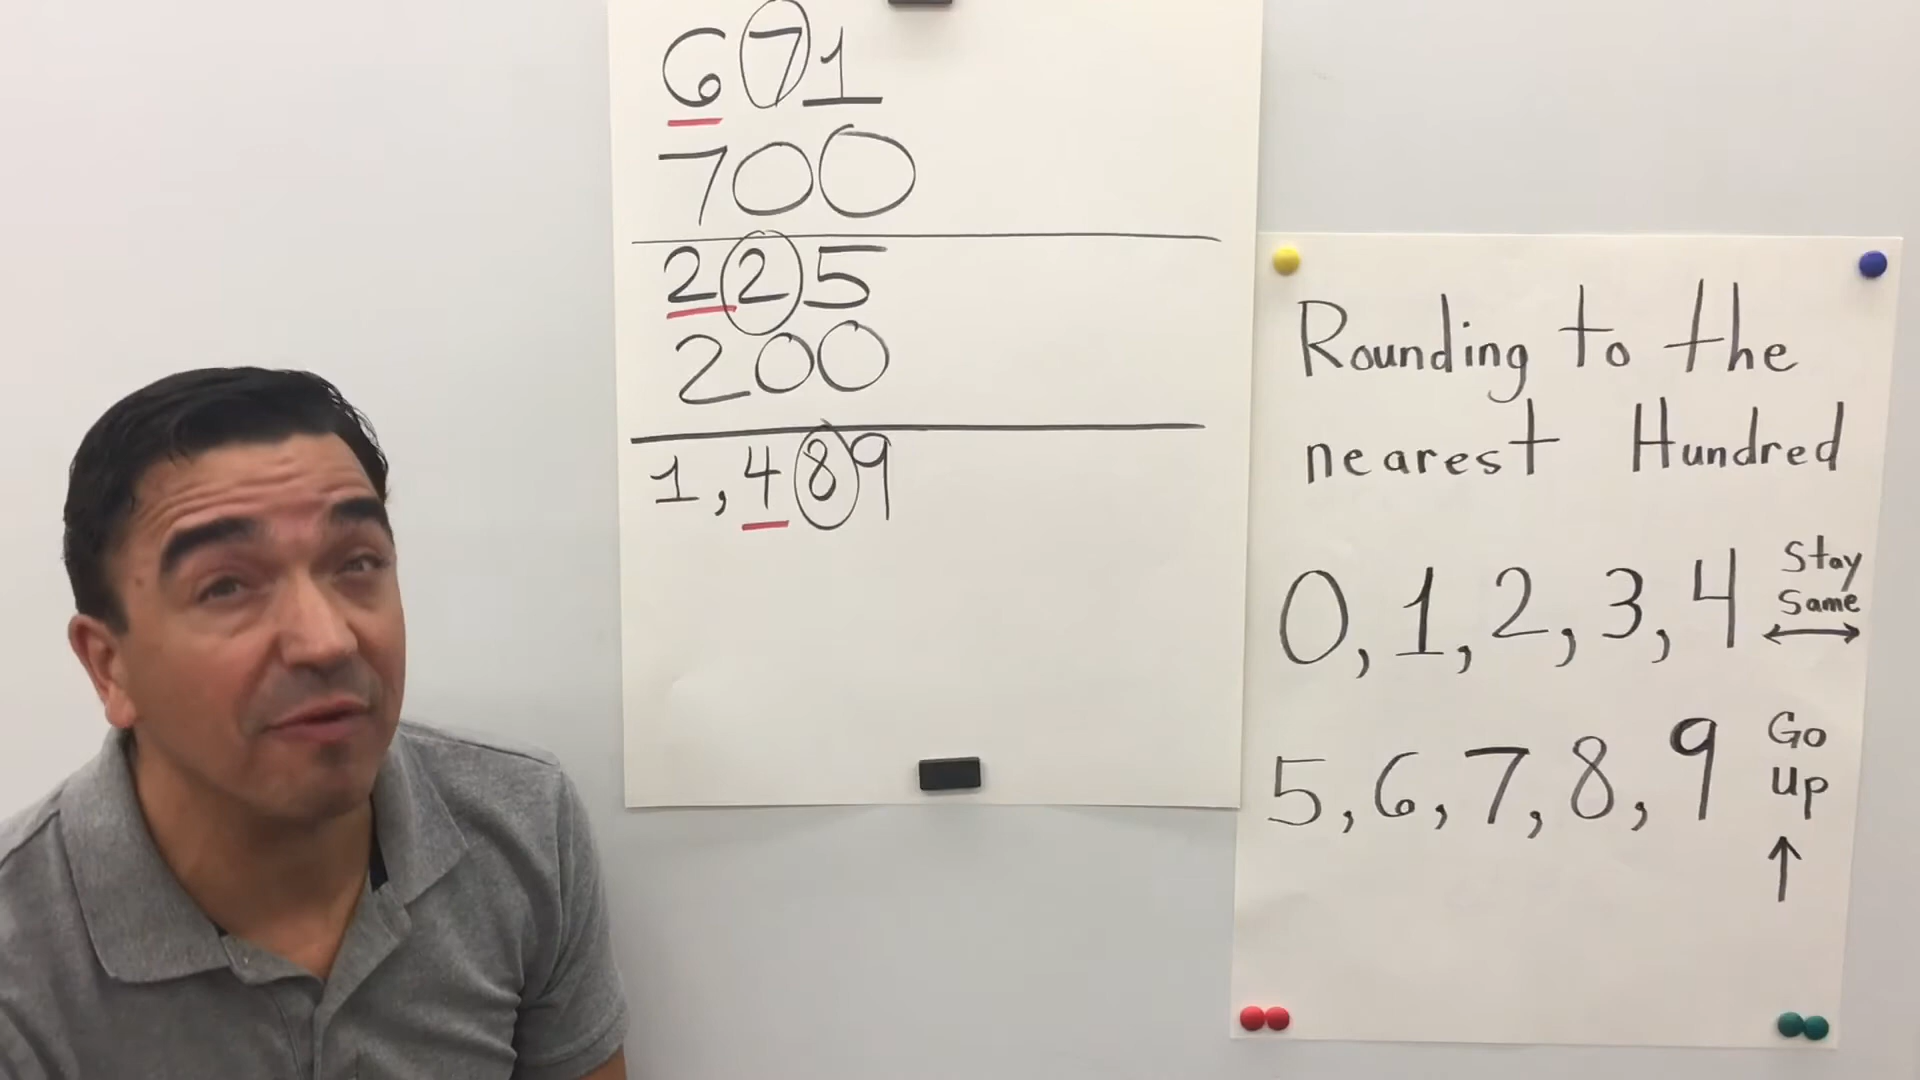 671
700
225
200
1,489
Rounding to the
nearest Hundred
0, 1, 2, 3, 4 Stay Same
5, 6, 7, 8, 9 Go Up